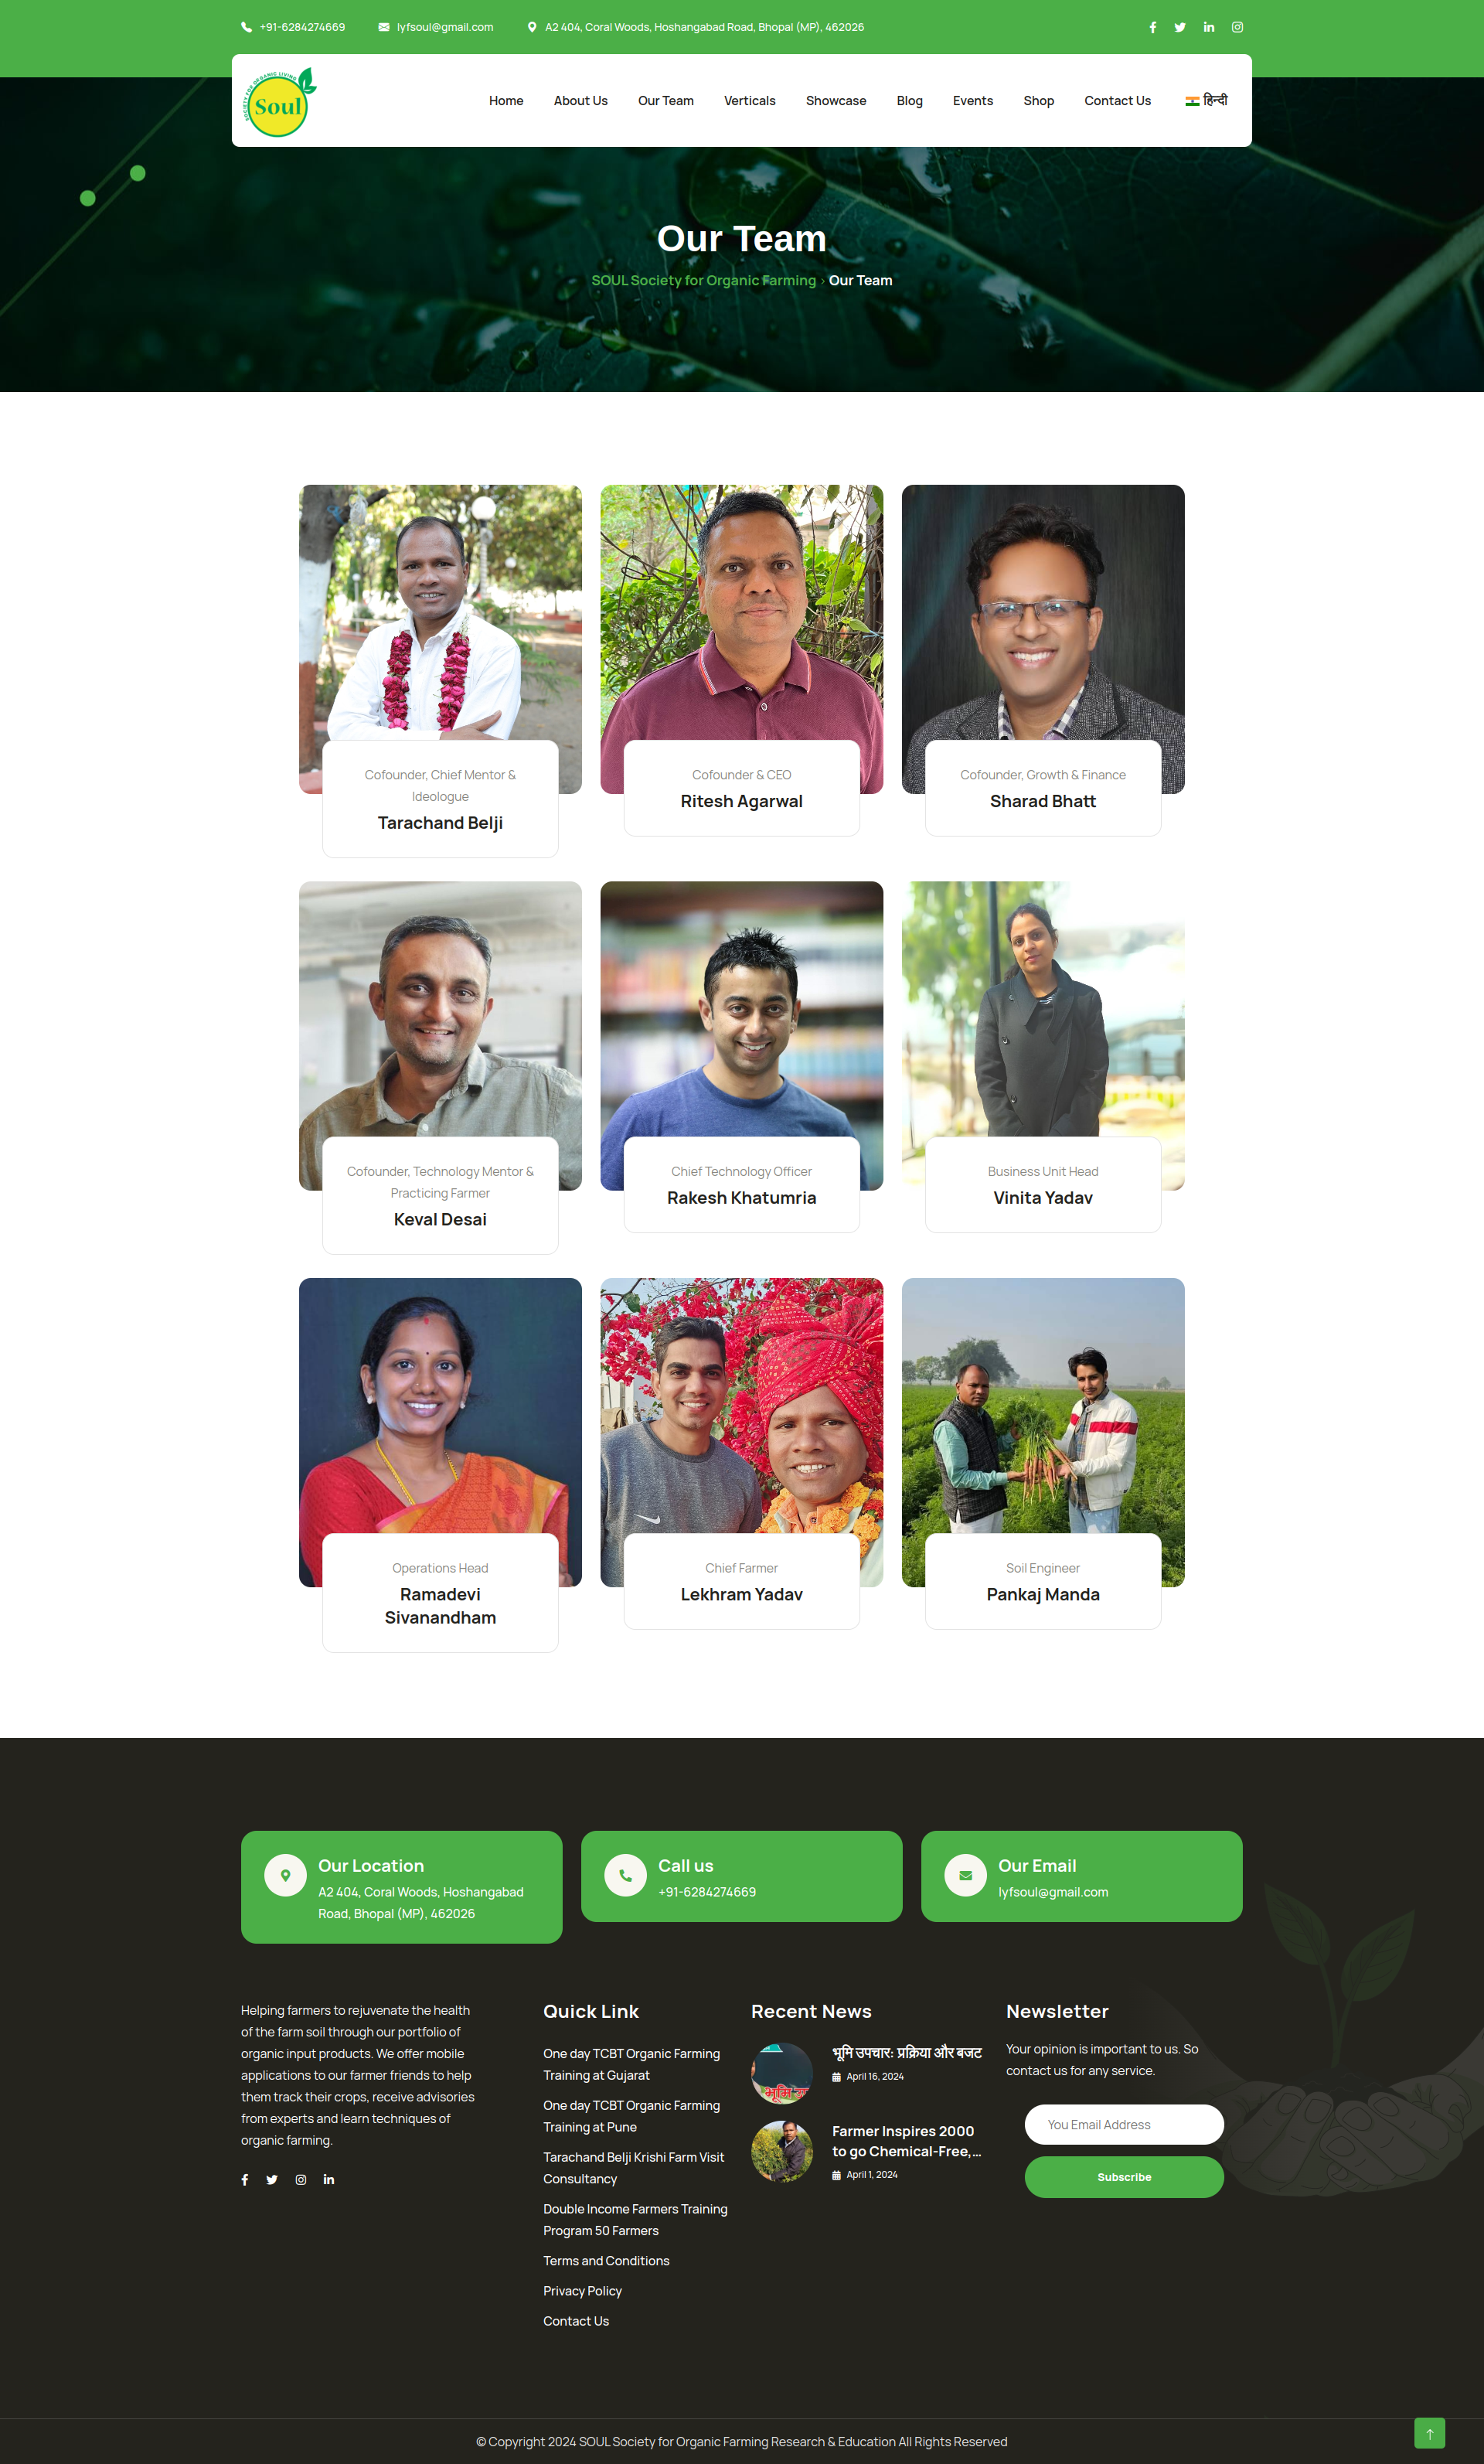 +91-6284274669
lyfsoul@gmail.com
A2 404, Coral Woods, Hoshangabad Road, Bhopal (MP), 462026
SOCIETY FOR ORGANIC LIVING
Soul
Home
About Us
Our Team
Verticals
Showcase
Blog
Events
Shop
Contact Us
हिन्दी
Our Team
SOUL Society for Organic Farming > Our Team
Cofounder, Chief Mentor &
Ideologue
Tarachand Belji
Cofounder & CEO
Ritesh Agarwal
Cofounder, Growth & Finance
Sharad Bhatt
Cofounder, Technology Mentor &
Practicing Farmer
Keval Desai
Chief Technology Officer
Rakesh Khatumria
Business Unit Head
Vinita Yadav
Operations Head
Ramadevi
Sivanandham
Chief Farmer
Lekhram Yadav
Soil Engineer
Pankaj Manda
Our Location
A2 404, Coral Woods, Hoshangabad
Road, Bhopal (MP), 462026
Call us
+91-6284274669
Our Email
lyfsoul@gmail.com
Helping farmers to rejuvenate the health
of the farm soil through our portfolio of
organic input products. We offer mobile
applications to our farmer friends to help
them track their crops, receive advisories
from experts and learn techniques of
organic farming.
Quick Link
One day TCBT Organic Farming
Training at Gujarat
One day TCBT Organic Farming
Training at Pune
Tarachand Belji Krishi Farm Visit
Consultancy
Double Income Farmers Training
Program 50 Farmers
Terms and Conditions
Privacy Policy
Contact Us
Recent News
भूमि
भूमि उपचार: प्रक्रिया और बजट
April 16, 2024
Farmer Inspires 2000
to go Chemical-Free,...
April 1, 2024
Newsletter
Your opinion is important to us. So
contact us for any service.
You Email Address
Subscribe
© Copyright 2024 SOUL Society for Organic Farming Research & Education All Rights Reserved